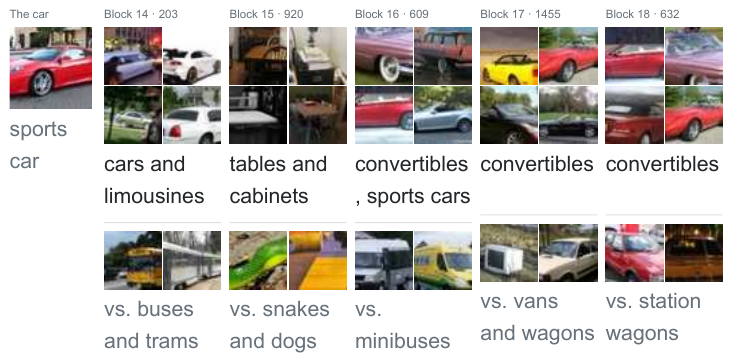 The car
sports
car
Block 14 · 203
cars and
limousines
vs. buses
and trams
Block 15 · 920
tables and
cabinets
vs. snakes
and dogs
Block 16 · 609
convertibles
, sports cars
vs.
minibuses
Block 17 · 1455
convertibles
vs. vans
and wagons
Block 18 · 632
convertibles
vs. station
wagons